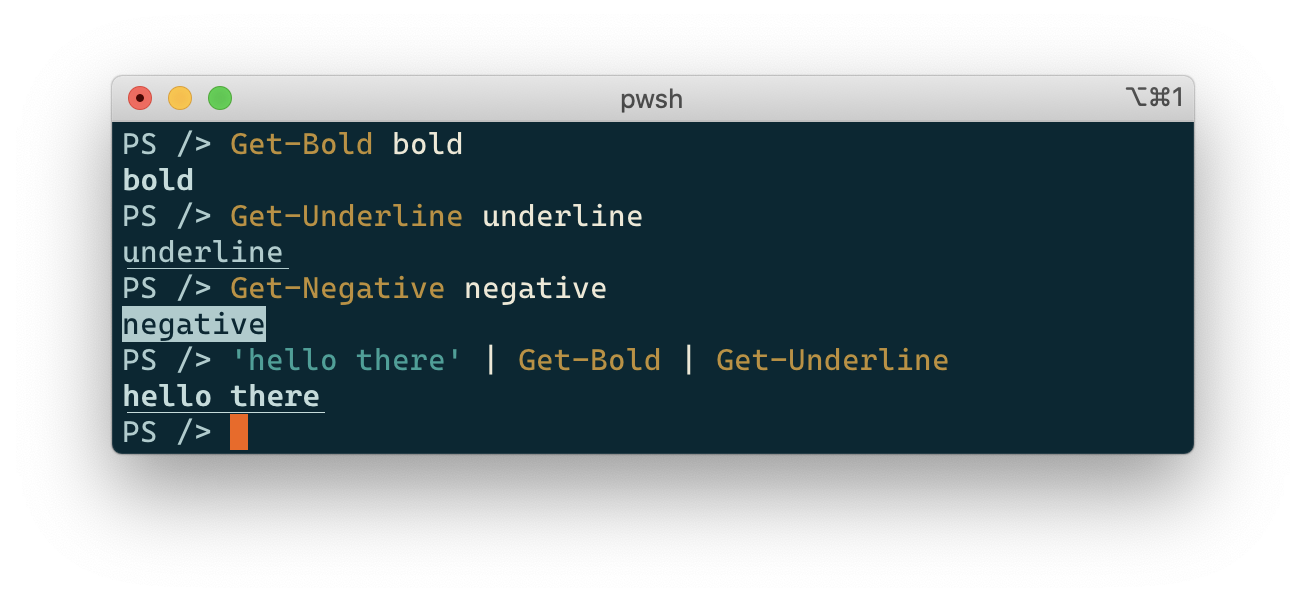 pwsh ⌥⌘1
PS /> Get-Bold bold
bold
PS /> Get-Underline underline
underline
PS /> Get-Negative negative
negative
PS /> 'hello there' | Get-Bold | Get-Underline
hello there
PS />